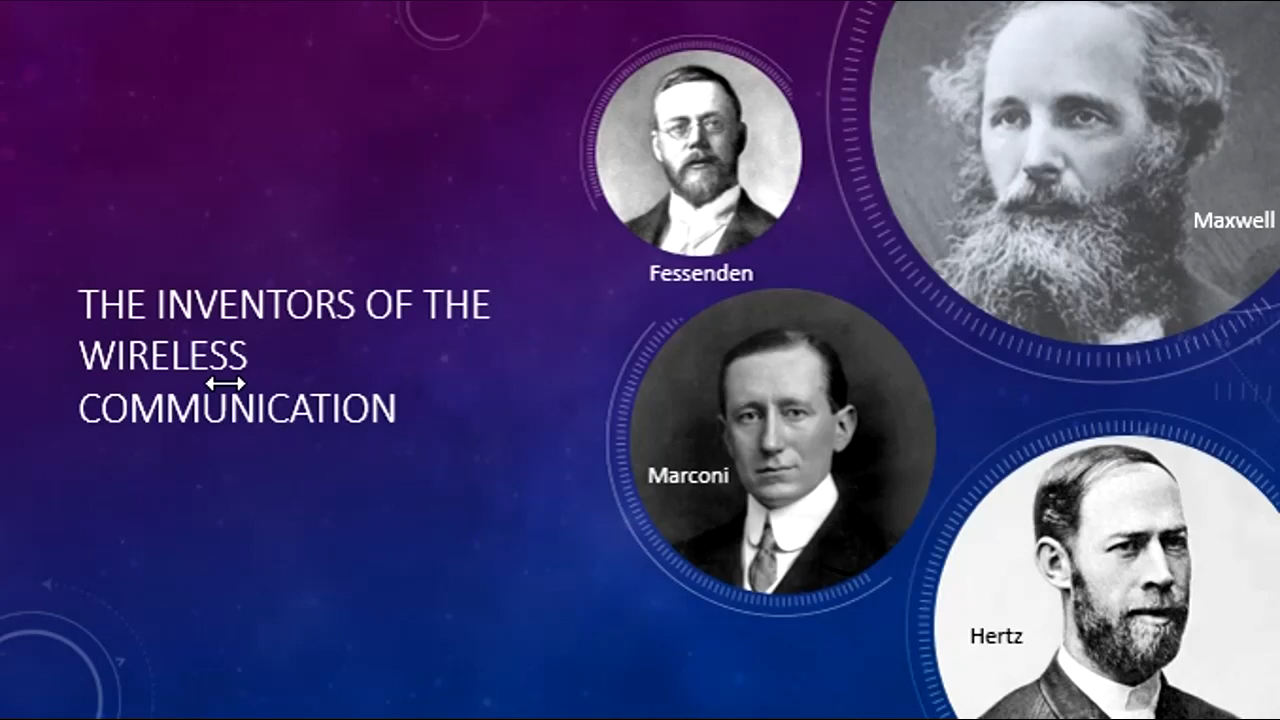 THE INVENTORS OF THE
WIRELESS
COMMUNICATION
Fessenden
Maxwell
Marconi
Hertz